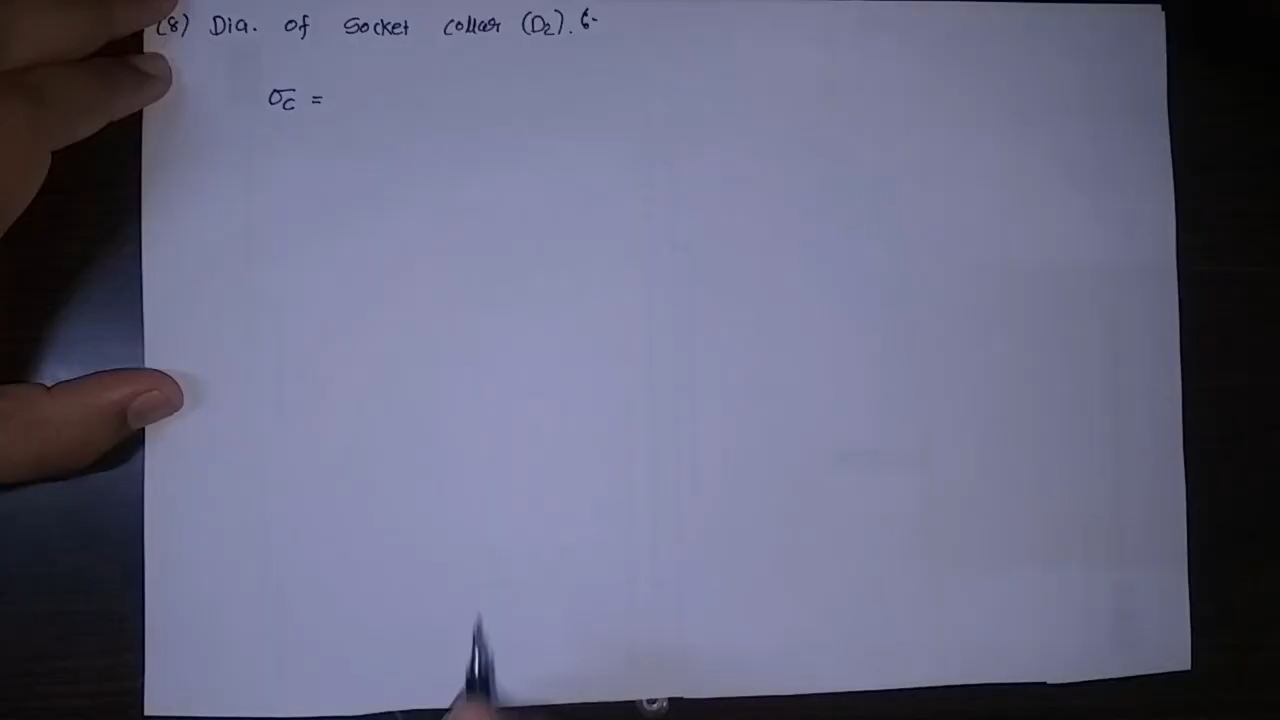 (8) Dia. of Socket collar (D₂). :-
σc =